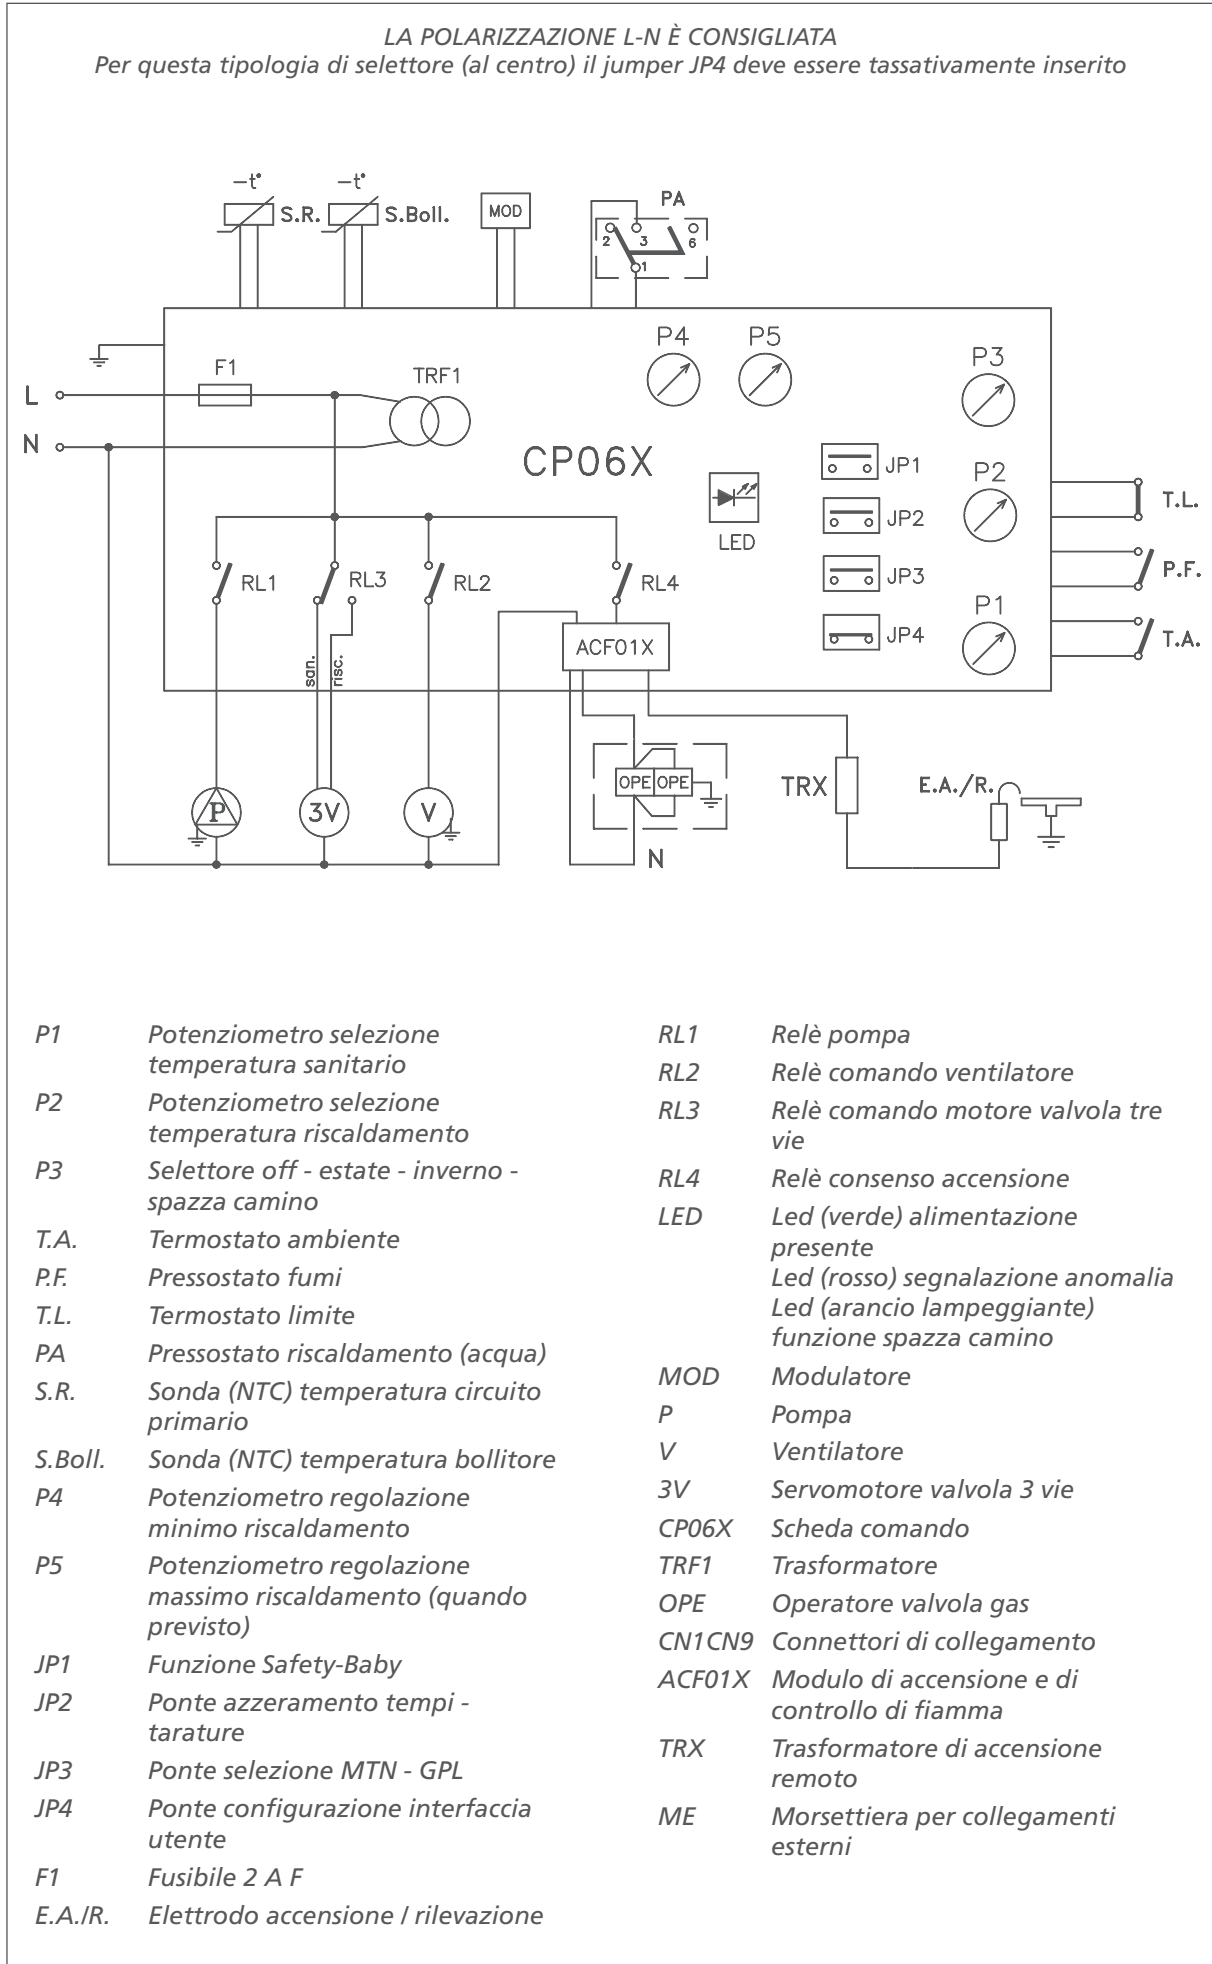 LA POLARIZZAZIONE L-N È CONSIGLIATA
Per questa tipologia di selettore (al centro) il jumper JP4 deve essere tassativamente inserito
-t°
S.R.
-t°
S.Boll.
MOD
PA
2
3
6
1
F1
TRF1
P4
P5
P3
L
N
CP06X
JP1
P2
T.L.
LED
JP2
RL1
RL3
RL2
RL4
JP3
P.F.
P1
JP4
T.A.
ACF01X
san.
risc.
OPE
OPE
TRX
E.A./R.
P
3V
V
N
P1 Potenziometro selezione
temperatura sanitario
P2 Potenziometro selezione
temperatura riscaldamento
P3 Selettore off - estate - inverno -
spazza camino
T.A. Termostato ambiente
P.F. Pressostato fumi
T.L. Termostato limite
PA Pressostato riscaldamento (acqua)
S.R. Sonda (NTC) temperatura circuito
primario
S.Boll. Sonda (NTC) temperatura bollitore
P4 Potenziometro regolazione
minimo riscaldamento
P5 Potenziometro regolazione
massimo riscaldamento (quando
previsto)
JP1 Funzione Safety-Baby
JP2 Ponte azzeramento tempi -
tarature
JP3 Ponte selezione MTN - GPL
JP4 Ponte configurazione interfaccia
utente
F1 Fusibile 2 A F
E.A./R. Elettrodo accensione / rilevazione
RL1 Relè pompa
RL2 Relè comando ventilatore
RL3 Relè comando motore valvola tre
vie
RL4 Relè consenso accensione
LED Led (verde) alimentazione
presente
Led (rosso) segnalazione anomalia
Led (arancio lampeggiante)
funzione spazza camino
MOD Modulatore
P Pompa
V Ventilatore
3V Servomotore valvola 3 vie
CP06X Scheda comando
TRF1 Trasformatore
OPE Operatore valvola gas
CN1CN9 Connettori di collegamento
ACF01X Modulo di accensione e di
controllo di fiamma
TRX Trasformatore di accensione
remoto
ME Morsettiera per collegamenti
esterni